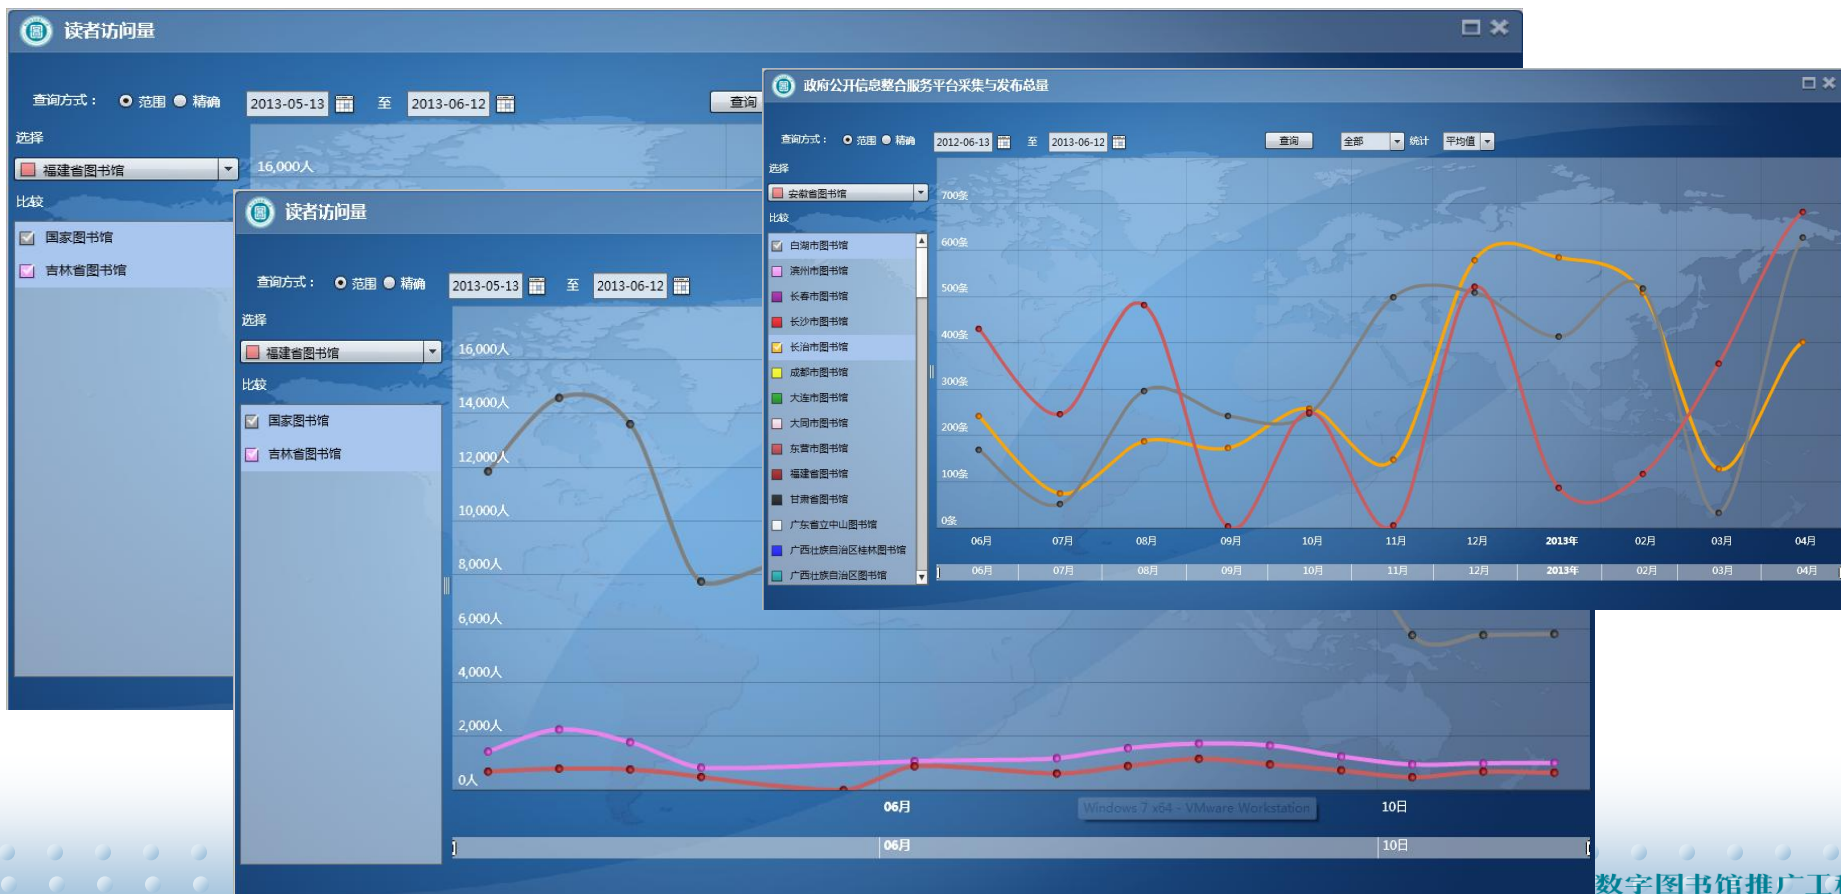 读者访问量
查询方式： 范围 精确 2013-05-13 至 2013-06-12 查询
选择
福建省图书馆
比较
国家图书馆
吉林省图书馆
16,000人
读者访问量
查询方式： 范围 精确 2013-05-13 至 2013-06-12
选择
福建省图书馆
比较
国家图书馆
吉林省图书馆
16,000人
14,000人
12,000人
10,000人
8,000人
6,000人
4,000人
2,000人
0人
06月 10日
Windows 7 x64 - VMware Workstation
06月 10日
政府公开信息整合服务平台采集与发布总量
查询方式： 范围 精确 2012-06-13 至 2013-06-12 查询 全部 统计 平均值
选择
安徽省图书馆
比较
白湖市图书馆
滨州市图书馆
长春市图书馆
长沙市图书馆
长治市图书馆
成都市图书馆
大连市图书馆
大同市图书馆
东营市图书馆
福建省图书馆
甘肃省图书馆
广东省立中山图书馆
广西壮族自治区桂林图书馆
广西壮族自治区图书馆
700条
600条
500条
400条
300条
200条
100条
0条
06月 07月 08月 09月 10月 11月 12月 2013年 02月 03月 04月
06月 07月 08月 09月 10月 11月 12月 2013年 02月 03月 04月
数字图书馆推广工程